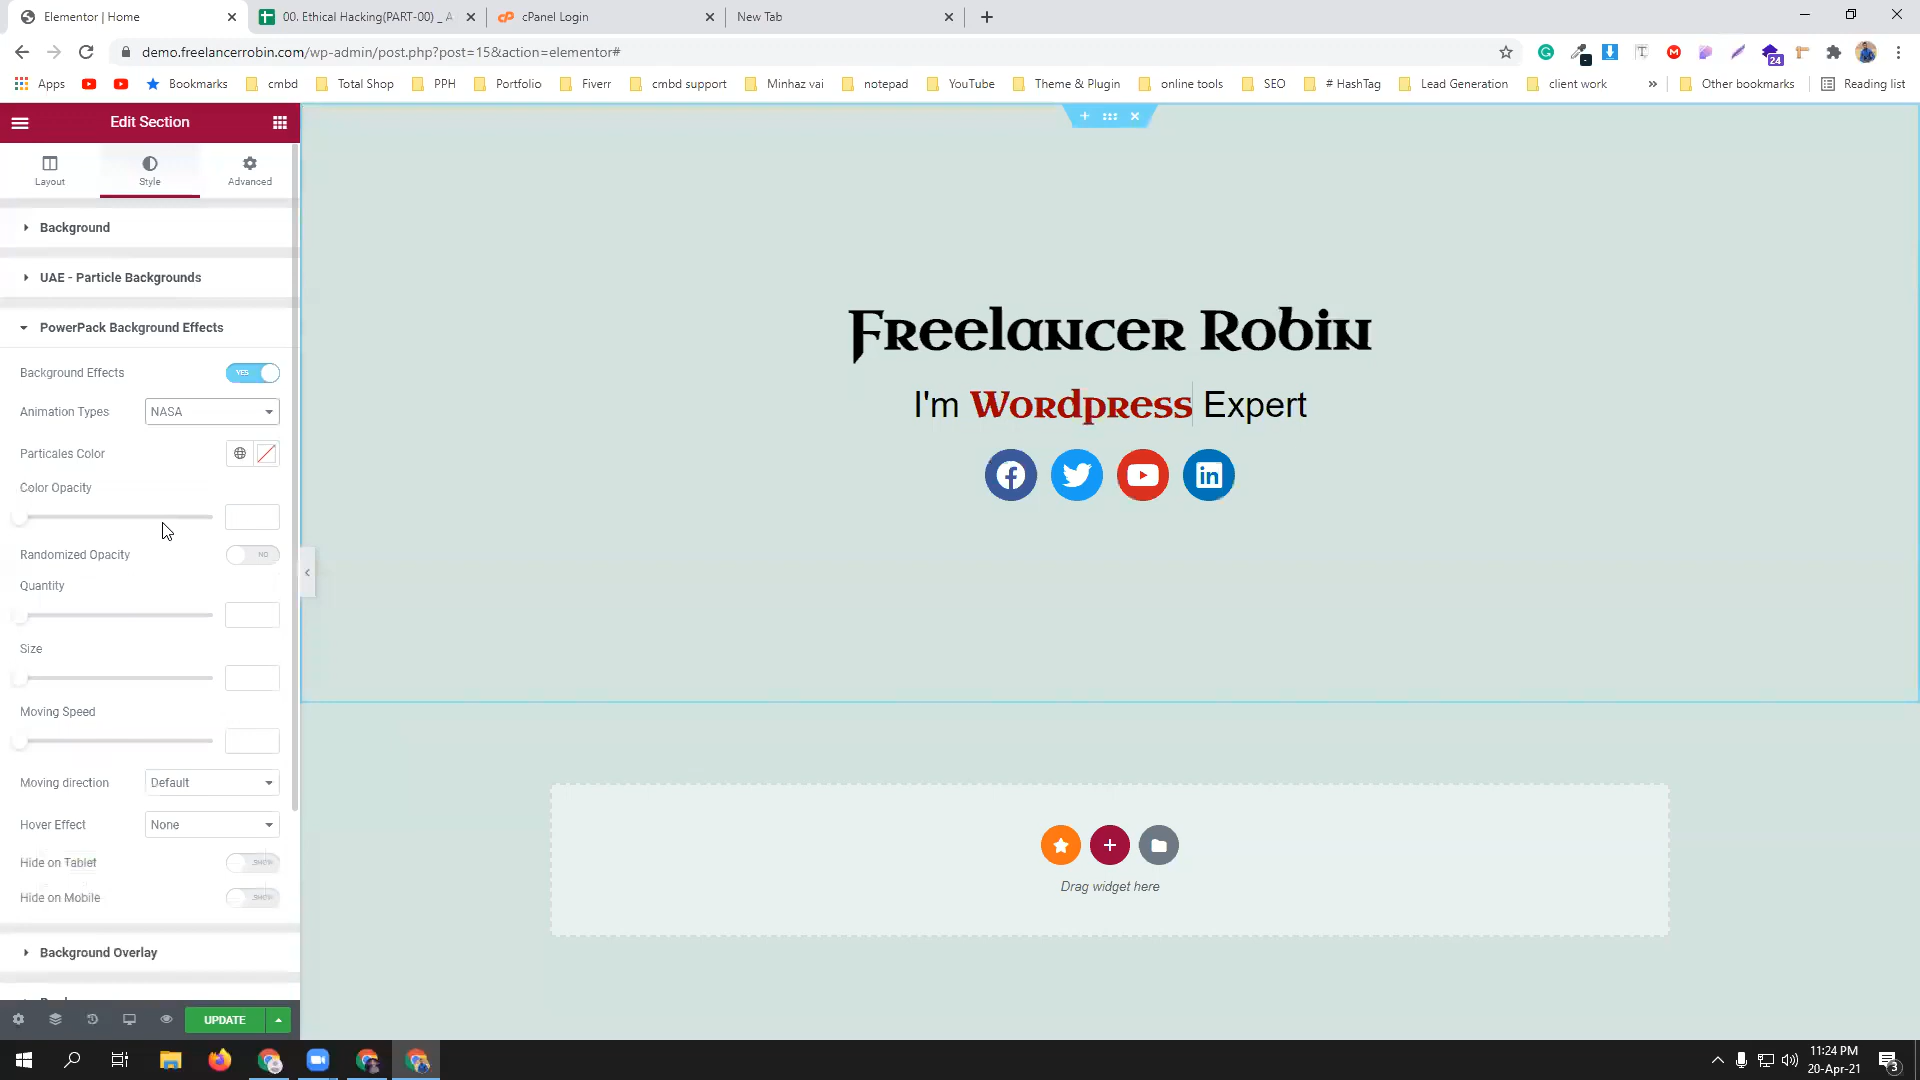 Elementor | Home
00. Ethical Hacking(PART-00) _ A
cPanel Login
New Tab
demo.freelancerrobin.com/wp-admin/post.php?post=15&action=elementor#
24
Apps
Bookmarks
cmbd
Total Shop
PPH
Portfolio
Fiverr
cmbd support
Minhaz vai
notepad
YouTube
Theme & Plugin
online tools
SEO
# HashTag
Lead Generation
client work
»
Other bookmarks
Reading list
Edit Section
Layout
Style
Advanced
Background
UAE - Particle Backgrounds
PowerPack Background Effects
Background Effects
YES
Animation Types
NASA
Particales Color
Color Opacity
Randomized Opacity
NO
Quantity
Size
Moving Speed
Moving direction
Default
Hover Effect
None
Hide on Tablet
SHOW
Hide on Mobile
SHOW
Background Overlay
UPDATE
Freelancer Robin
I'm Wordpress Expert
Drag widget here
11:24 PM
20-Apr-21
3